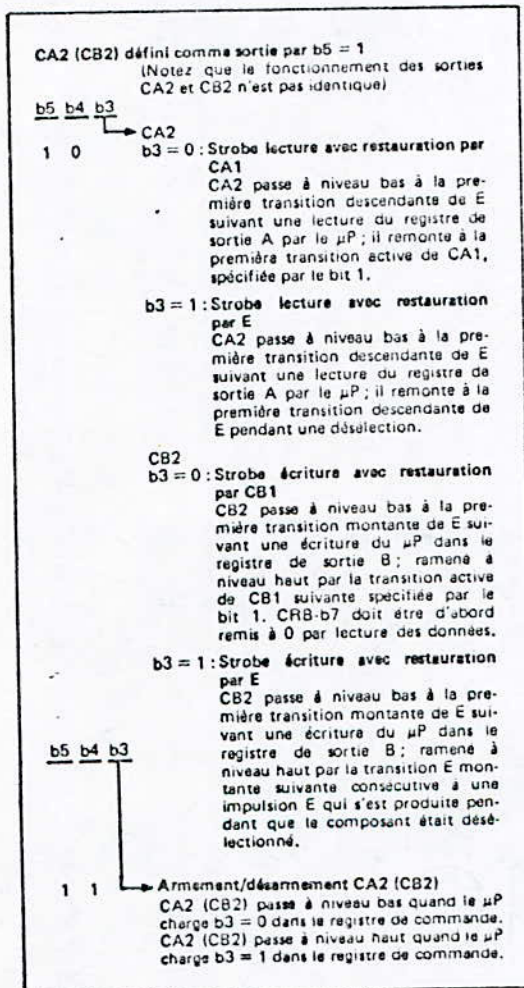 CA2 (CB2) défini comme sortie par b5 = 1
(Notez que le fonctionnement des sorties
CA2 et CB2 n'est pas identique)
b5 b4 b3
CA2
1 0 b3 = 0 : Strobe lecture avec restauration par
CA1
CA2 passe à niveau bas à la pre-
mière transition descendante de E
suivant une lecture du registre de
sortie A par le µP ; il remonte à la
première transition active de CA1,
spécifiée par le bit 1.
b3 = 1 : Strobe lecture avec restauration
par E
CA2 passe à niveau bas à la pre-
mière transition descendante de E
suivant une lecture du registre de
sortie A par le µP ; il remonte à la
première transition descendante de
E pendant une désélection.
CB2
b3 = 0 : Strobe écriture avec restauration
par CB1
CB2 passe à niveau bas à la pre-
mière transition montante de E sui-
vant une écriture du µP dans le
registre de sortie B ; ramené à
niveau haut par la transition active
de CB1 suivante spécifiée par le
bit 1. CRB-b7 doit être d'abord
remis à 0 par lecture des données.
b3 = 1 : Strobe écriture avec restauration
par E
CB2 passe à niveau bas à la pre-
mière transition montante de E sui-
vant une écriture du µP dans le
registre de sortie B ; ramené à
niveau haut par la transition E mon-
tante suivante consécutive à une
impulsion E qui s'est produite pen-
dant que le composant était désé-
lectionné.
b5 b4 b3
1 1 Armement/désarmement CA2 (CB2)
CA2 (CB2) passe à niveau bas quand le µP
charge b3 = 0 dans le registre de commande.
CA2 (CB2) passe à niveau haut quand le µP
charge b3 = 1 dans le registre de commande.